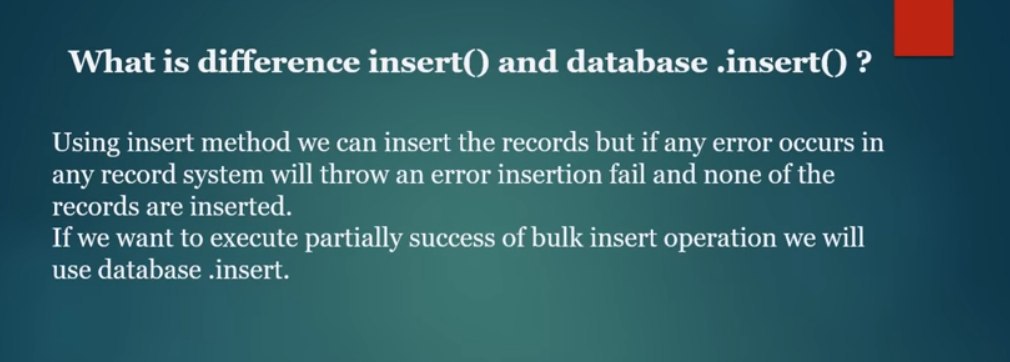 What is difference insert() and database .insert() ?
Using insert method we can insert the records but if any error occurs in
any record system will throw an error insertion fail and none of the
records are inserted.
If we want to execute partially success of bulk insert operation we will
use database .insert.